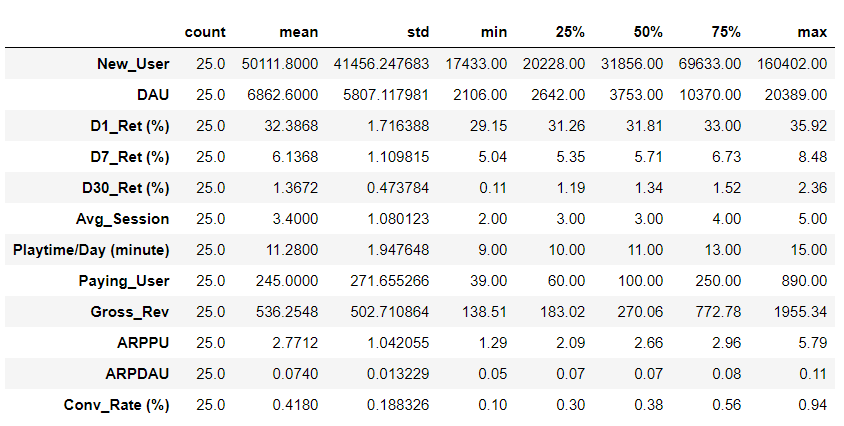 count mean std min 25% 50% 75% max
New_User 25.0 50111.8000 41456.247683 17433.00 20228.00 31856.00 69633.00 160402.00
DAU 25.0 6862.6000 5807.117981 2106.00 2642.00 3753.00 10370.00 20389.00
D1_Ret (%) 25.0 32.3868 1.716388 29.15 31.26 31.81 33.00 35.92
D7_Ret (%) 25.0 6.1368 1.109815 5.04 5.35 5.71 6.73 8.48
D30_Ret (%) 25.0 1.3672 0.473784 0.11 1.19 1.34 1.52 2.36
Avg_Session 25.0 3.4000 1.080123 2.00 3.00 3.00 4.00 5.00
Playtime/Day (minute) 25.0 11.2800 1.947648 9.00 10.00 11.00 13.00 15.00
Paying_User 25.0 245.0000 271.655266 39.00 60.00 100.00 250.00 890.00
Gross_Rev 25.0 536.2548 502.710864 138.51 183.02 270.06 772.78 1955.34
ARPPU 25.0 2.7712 1.042055 1.29 2.09 2.66 2.96 5.79
ARPDAU 25.0 0.0740 0.013229 0.05 0.07 0.07 0.08 0.11
Conv_Rate (%) 25.0 0.4180 0.188326 0.10 0.30 0.38 0.56 0.94